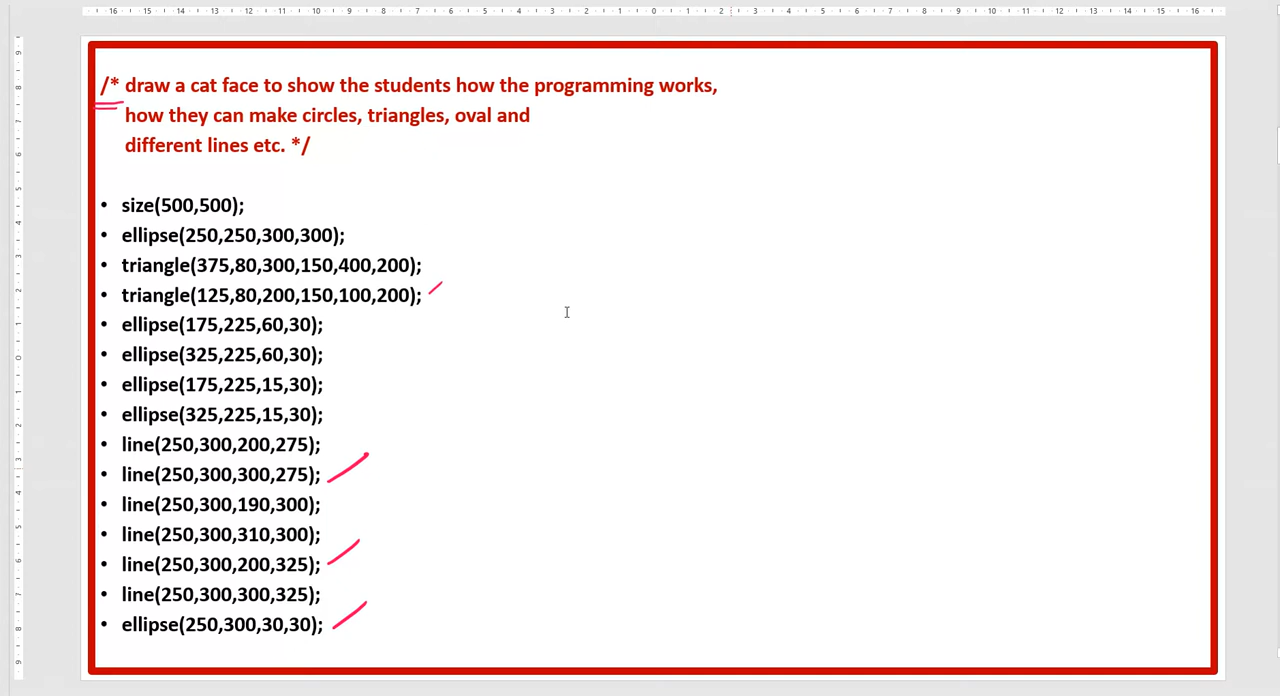 /* draw a cat face to show the students how the programming works,
how they can make circles, triangles, oval and
different lines etc. */
• size(500,500);
• ellipse(250,250,300,300);
• triangle(375,80,300,150,400,200);
• triangle(125,80,200,150,100,200);
• ellipse(175,225,60,30);
• ellipse(325,225,60,30);
• ellipse(175,225,15,30);
• ellipse(325,225,15,30);
• line(250,300,200,275);
• line(250,300,300,275);
• line(250,300,190,300);
• line(250,300,310,300);
• line(250,300,200,325);
• line(250,300,300,325);
• ellipse(250,300,30,30);